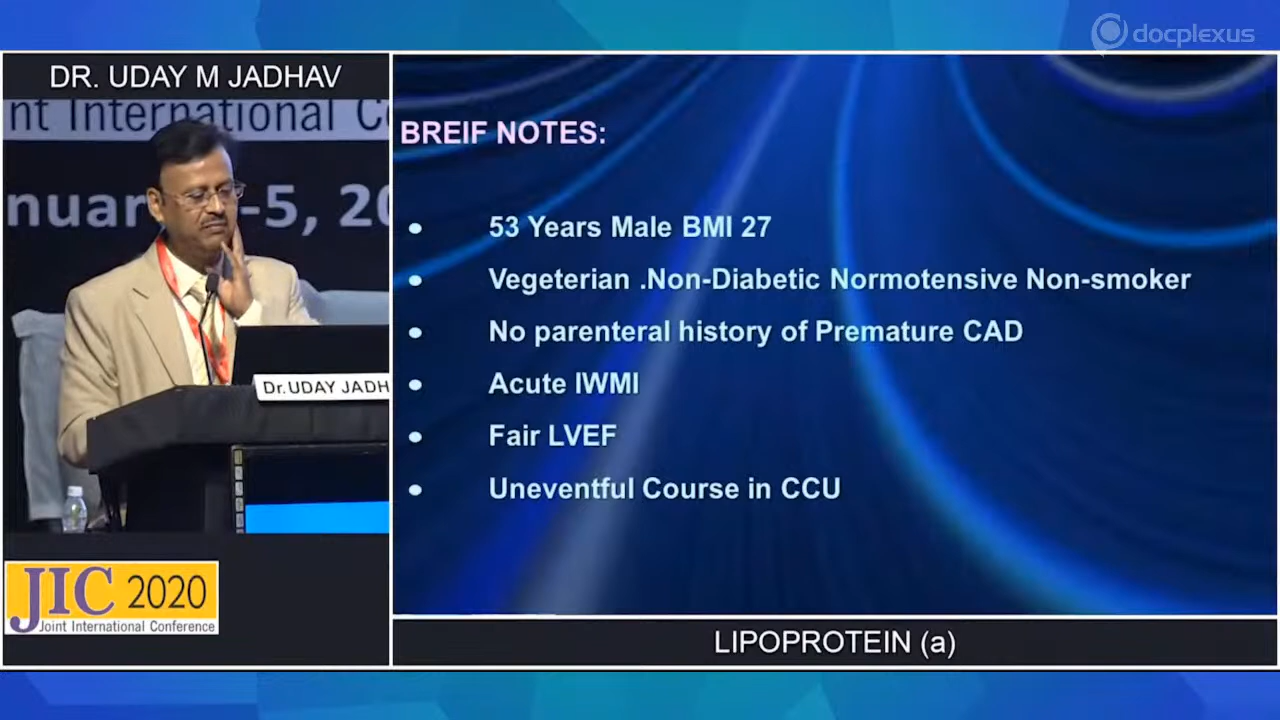 docplexus
DR. UDAY M JADHAV
nt International C
nuar -5, 20
Dr.UDAY JADH
JIC 2020
Joint International Conference
BREIF NOTES:
• 53 Years Male BMI 27
• Vegeterian .Non-Diabetic Normotensive Non-smoker
• No parenteral history of Premature CAD
• Acute IWMI
• Fair LVEF
• Uneventful Course in CCU
LIPOPROTEIN (a)